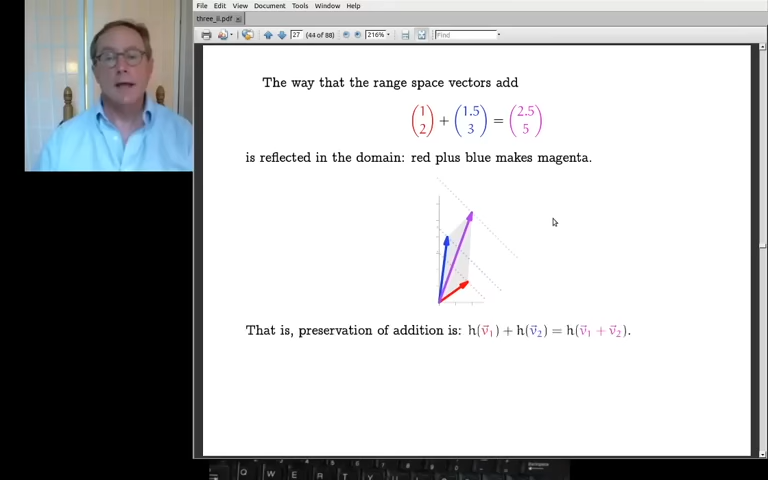 File Edit View Document Tools Window Help
three_ii.pdf
27 (44 of 88) 216% Find
The way that the range space vectors add
(1 2) + (1.5 3) = (2.5 5)
is reflected in the domain: red plus blue makes magenta.
That is, preservation of addition is: h(v⃗₁) + h(v⃗₂) = h(v⃗₁ + v⃗₂).
Q W E R T